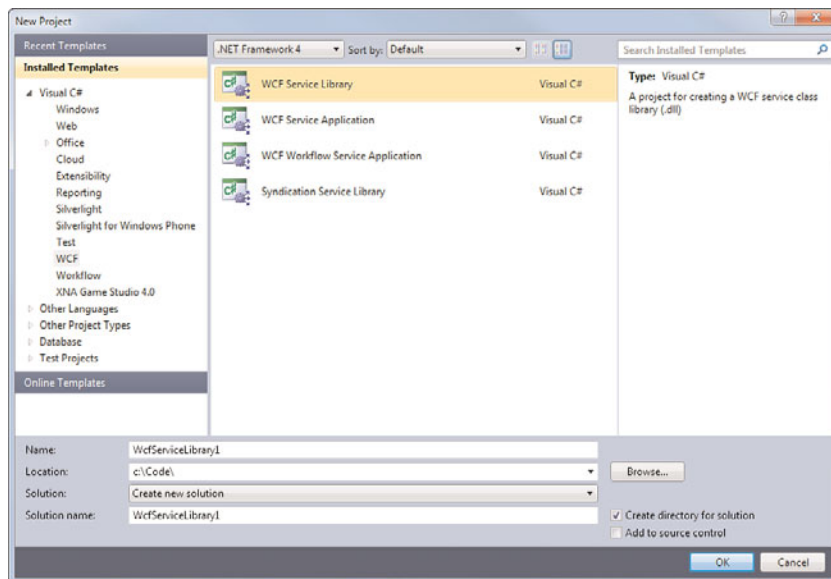 New Project
Recent Templates
.NET Framework 4 Sort by: Default
Search Installed Templates
Installed Templates
Visual C#
Windows
Web
Office
Cloud
Extensibility
Reporting
Silverlight
Silverlight for Windows Phone
Test
WCF
Workflow
XNA Game Studio 4.0
Other Languages
Other Project Types
Database
Test Projects
Online Templates
WCF Service Library Visual C#
WCF Service Application Visual C#
WCF Workflow Service Application Visual C#
Syndication Service Library Visual C#
Type: Visual C#
A project for creating a WCF service class
library (.dll)
Name: WcfServiceLibrary1
Location: c:\Code\ Browse...
Solution: Create new solution
Solution name: WcfServiceLibrary1
Create directory for solution
Add to source control
OK Cancel